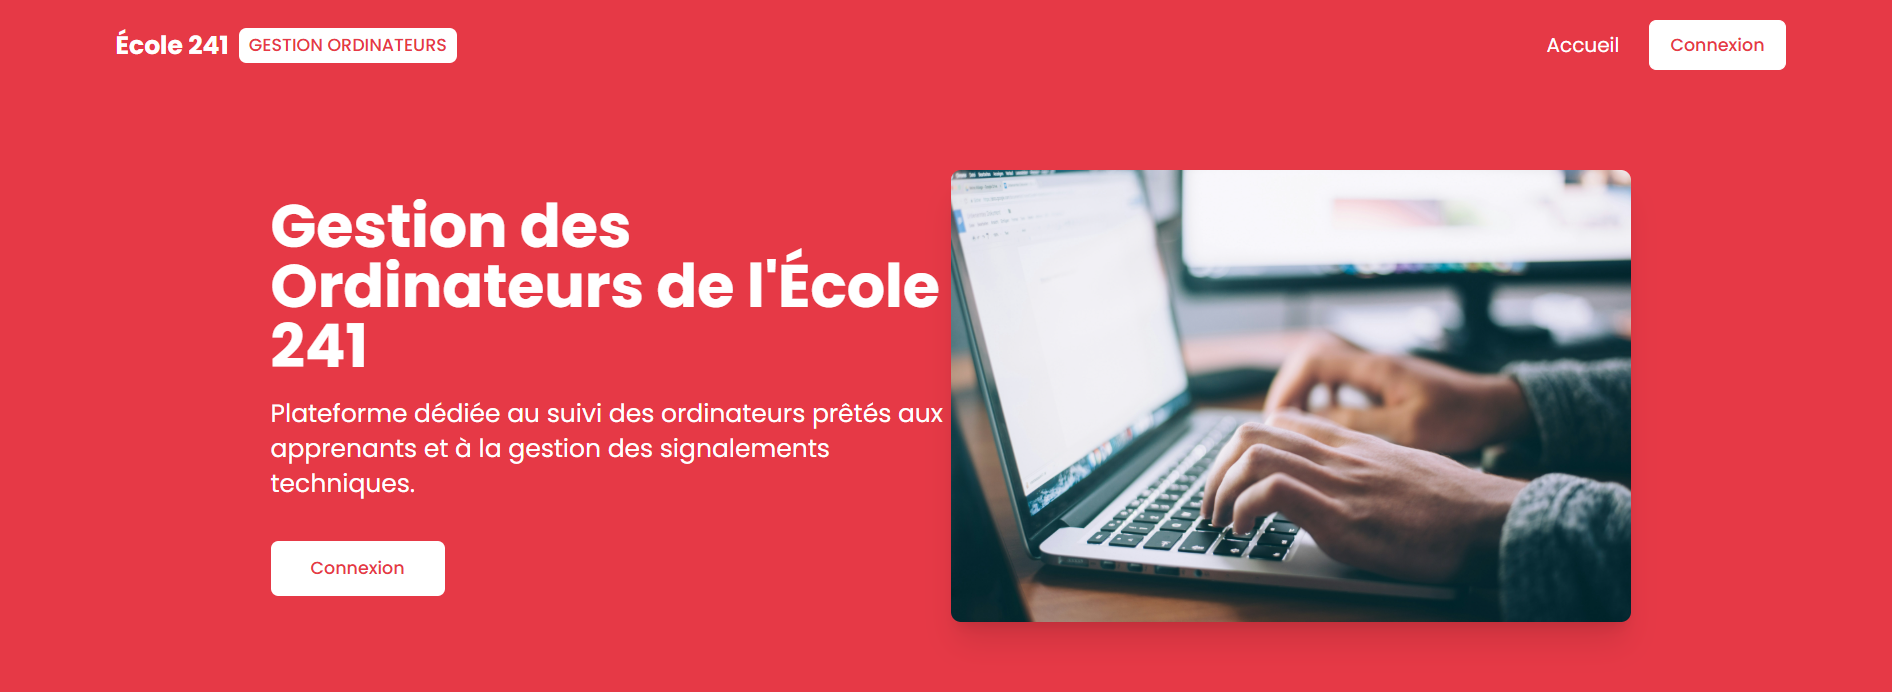 École 241 GESTION ORDINATEURS Accueil Connexion
Gestion des
Ordinateurs de l'École
241
Plateforme dédiée au suivi des ordinateurs prêtés aux
apprenants et à la gestion des signalements
techniques.
Connexion